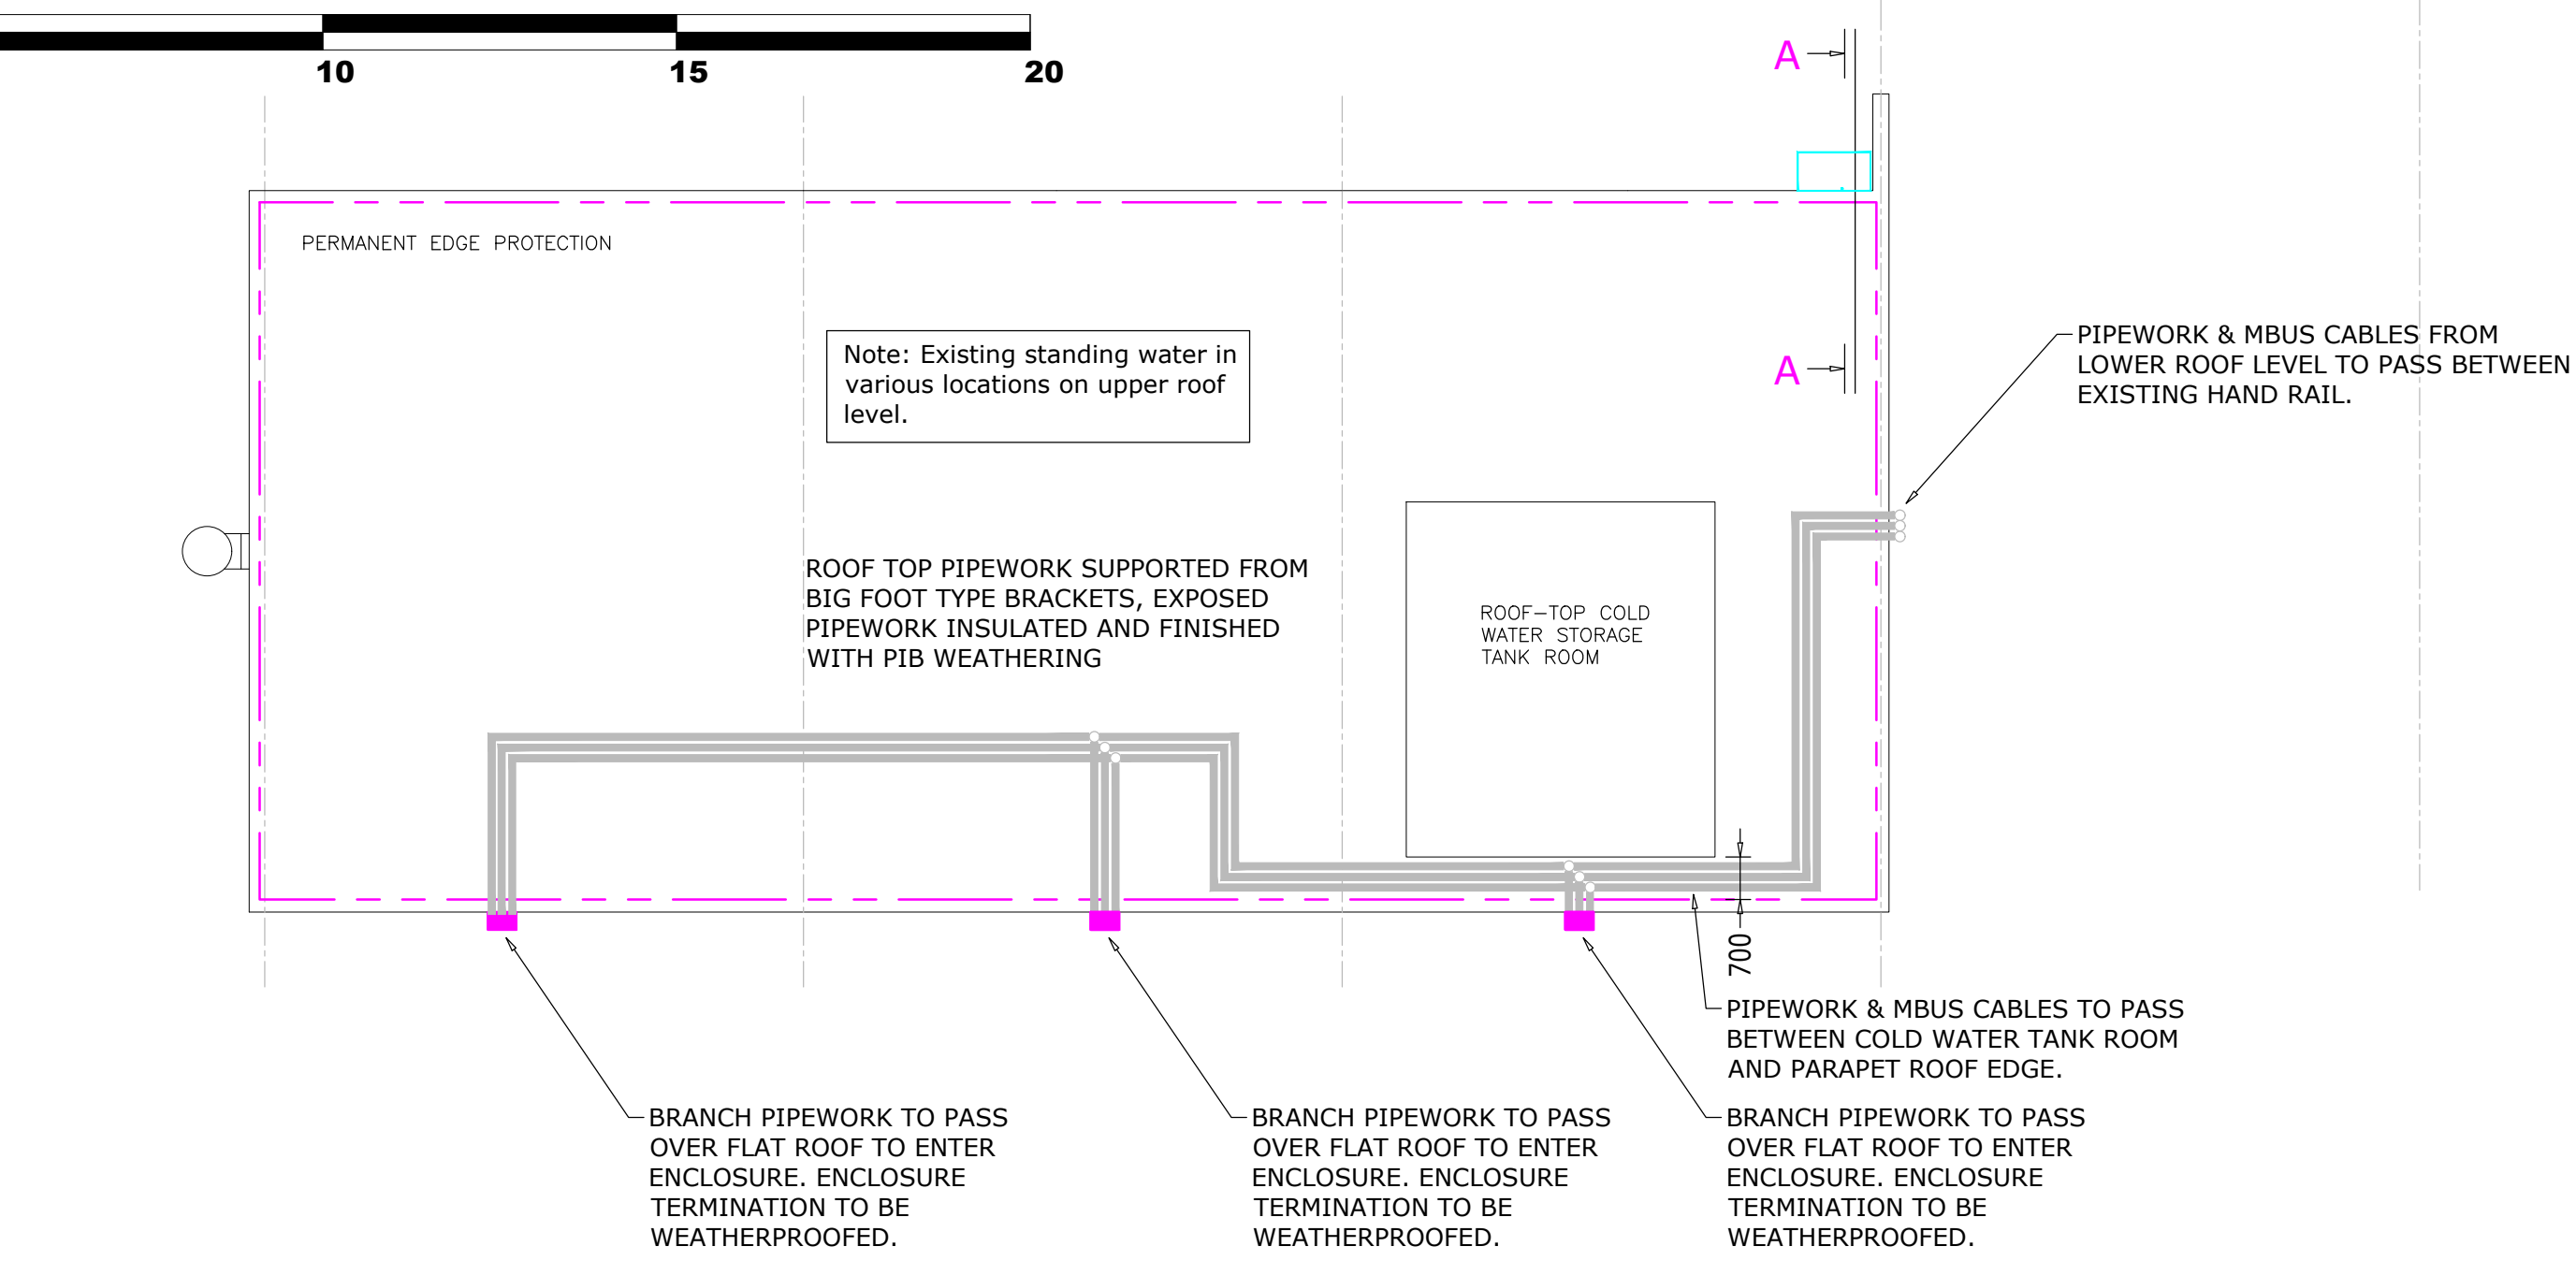 10 15 20
A
PERMANENT EDGE PROTECTION
Note: Existing standing water in
various locations on upper roof
level.
A
PIPEWORK & MBUS CABLES FROM
LOWER ROOF LEVEL TO PASS BETWEEN
EXISTING HAND RAIL.
ROOF TOP PIPEWORK SUPPORTED FROM
BIG FOOT TYPE BRACKETS, EXPOSED
PIPEWORK INSULATED AND FINISHED
WITH PIB WEATHERING
ROOF-TOP COLD
WATER STORAGE
TANK ROOM
700
PIPEWORK & MBUS CABLES TO PASS
BETWEEN COLD WATER TANK ROOM
AND PARAPET ROOF EDGE.
BRANCH PIPEWORK TO PASS
OVER FLAT ROOF TO ENTER
ENCLOSURE. ENCLOSURE
TERMINATION TO BE
WEATHERPROOFED.
BRANCH PIPEWORK TO PASS
OVER FLAT ROOF TO ENTER
ENCLOSURE. ENCLOSURE
TERMINATION TO BE
WEATHERPROOFED.
BRANCH PIPEWORK TO PASS
OVER FLAT ROOF TO ENTER
ENCLOSURE. ENCLOSURE
TERMINATION TO BE
WEATHERPROOFED.